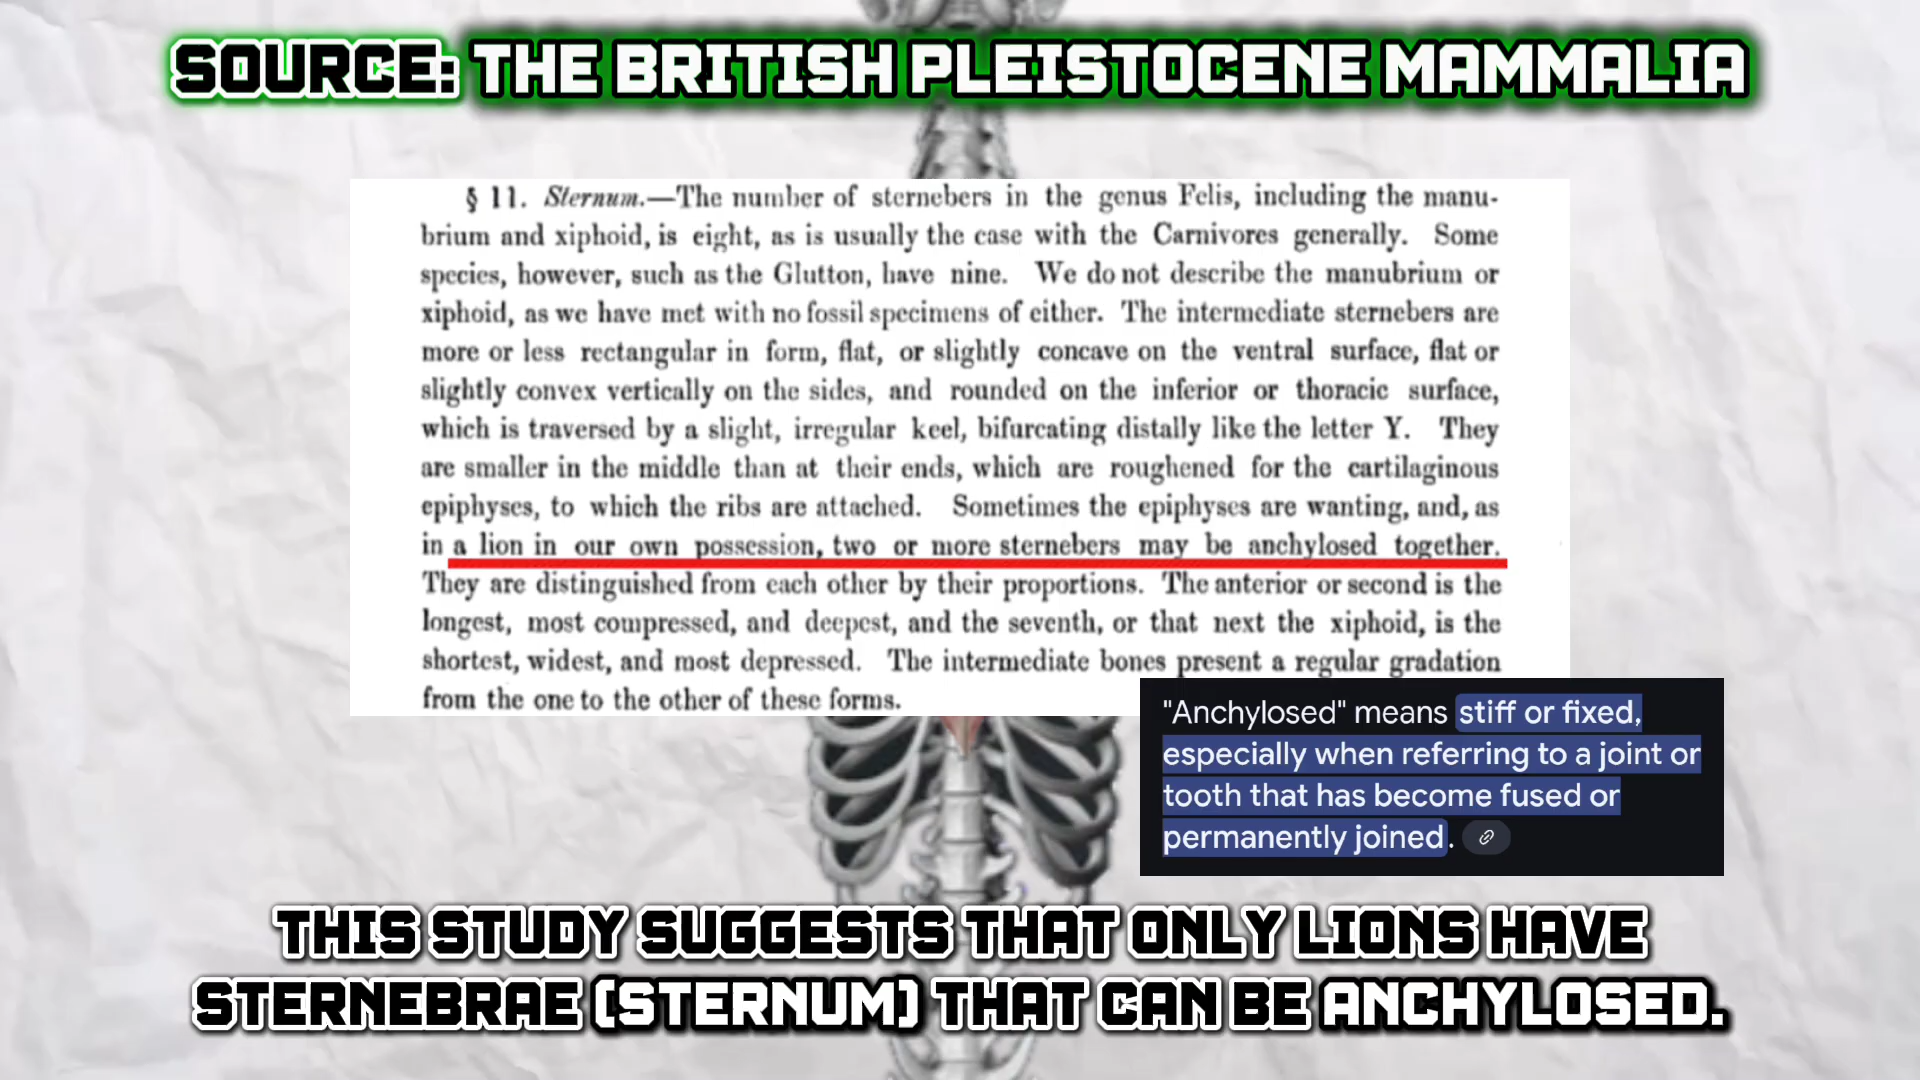 SOURCE: THE BRITISH PLEISTOCENE MAMMALIA
§ 11. Sternum.—The number of sternebers in the genus Felis, including the manu-
brium and xiphoid, is eight, as is usually the case with the Carnivores generally. Some
species, however, such as the Glutton, have nine. We do not describe the manubrium or
xiphoid, as we have met with no fossil specimens of either. The intermediate sternebers are
more or less rectangular in form, flat, or slightly concave on the ventral surface, flat or
slightly convex vertically on the sides, and rounded on the inferior or thoracic surface,
which is traversed by a slight, irregular keel, bifurcating distally like the letter Y. They
are smaller in the middle than at their ends, which are roughened for the cartilaginous
epiphyses, to which the ribs are attached. Sometimes the epiphyses are wanting, and, as
in a lion in our own possession, two or more sternebers may be anchylosed together.
They are distinguished from each other by their proportions. The anterior or second is the
longest, most compressed, and deepest, and the seventh, or that next the xiphoid, is the
shortest, widest, and most depressed. The intermediate bones present a regular gradation
from the one to the other of these forms.
"Anchylosed" means stiff or fixed,
especially when referring to a joint or
tooth that has become fused or
permanently joined.
THIS STUDY SUGGESTS THAT ONLY LIONS HAVE
STERNEBRAE (STERNUM) THAT CAN BE ANCHYLOSED.